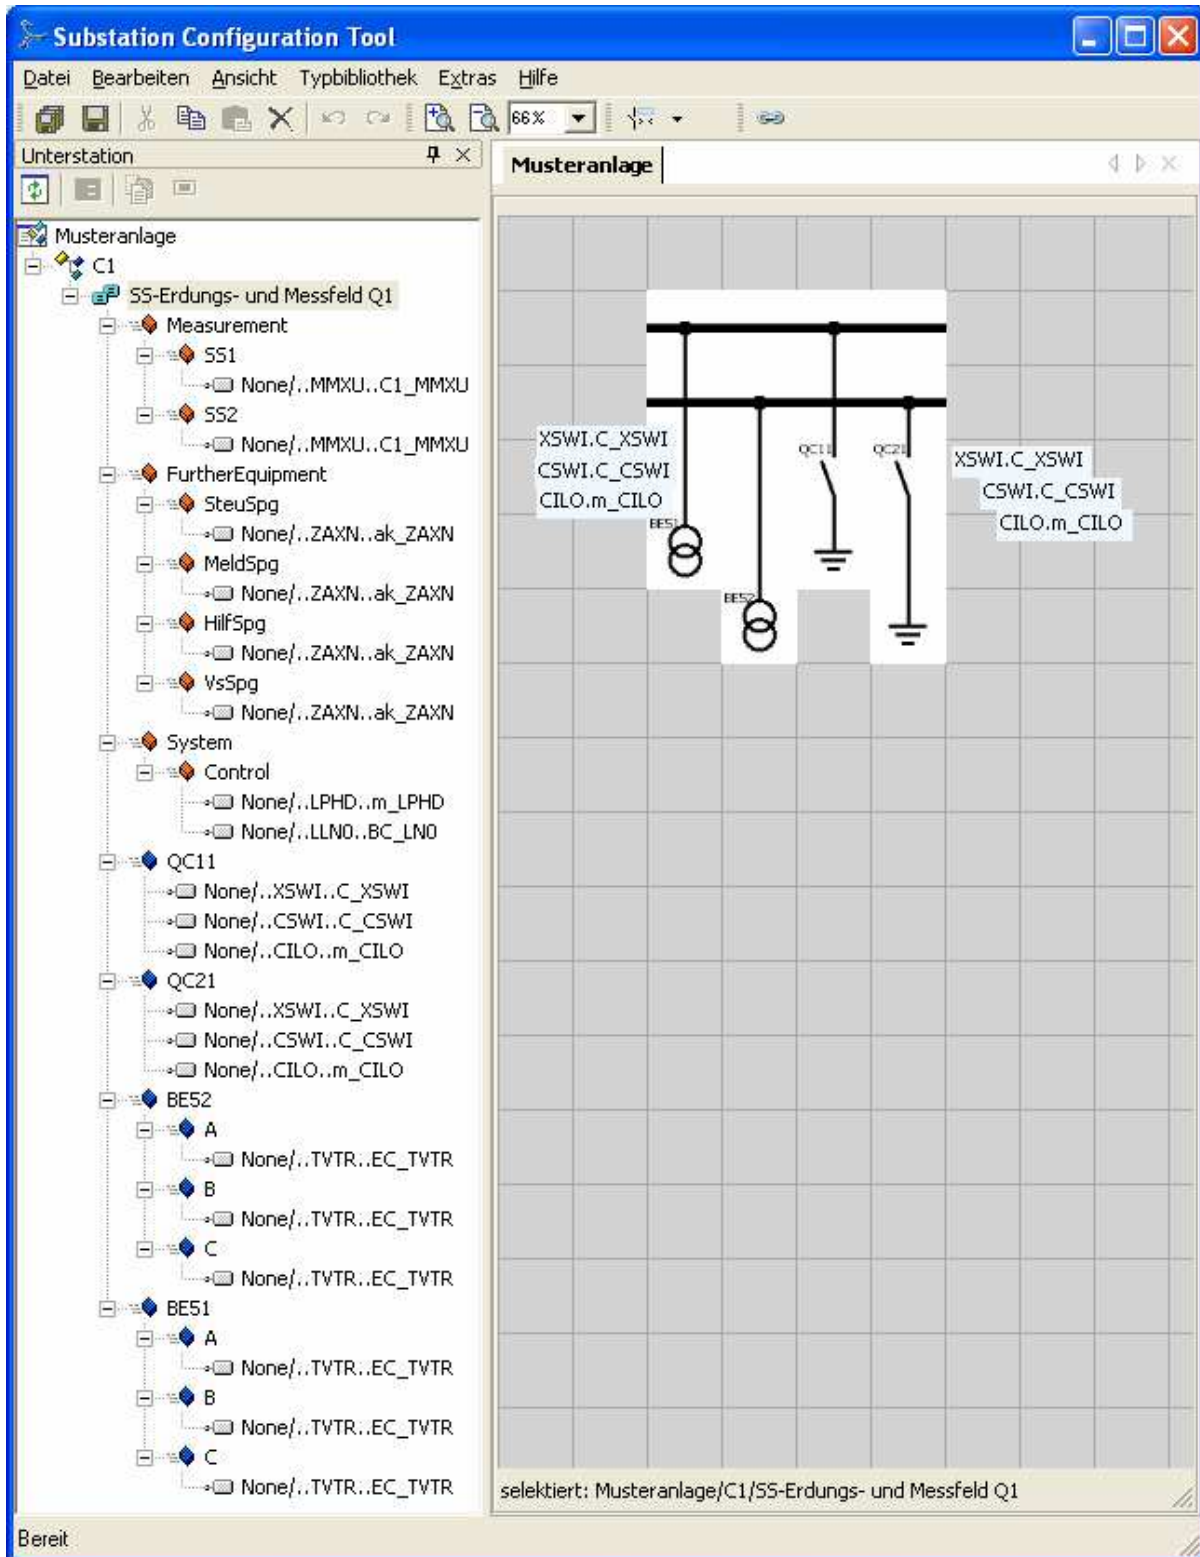 Substation Configuration Tool
Datei Bearbeiten Ansicht Typbibliothek Extras Hilfe
66%
Unterstation
Musteranlage
C1
SS-Erdungs- und Messfeld Q1
Measurement
SS1
None/..MMXU..C1_MMXU
SS2
None/..MMXU..C1_MMXU
FurtherEquipment
SteuSpg
None/..ZAXN..ak_ZAXN
MeldSpg
None/..ZAXN..ak_ZAXN
HilfSpg
None/..ZAXN..ak_ZAXN
VsSpg
None/..ZAXN..ak_ZAXN
System
Control
None/..LPHD..m_LPHD
None/..LLN0..BC_LN0
QC11
None/..XSWI..C_XSWI
None/..CSWI..C_CSWI
None/..CILO..m_CILO
QC21
None/..XSWI..C_XSWI
None/..CSWI..C_CSWI
None/..CILO..m_CILO
BE52
A
None/..TVTR..EC_TVTR
B
None/..TVTR..EC_TVTR
C
None/..TVTR..EC_TVTR
BE51
A
None/..TVTR..EC_TVTR
B
None/..TVTR..EC_TVTR
C
None/..TVTR..EC_TVTR
Musteranlage
XSWI.C_XSWI
CSWI.C_CSWI
CILO.m_CILO
BE51
BE52
QC11
QC21
XSWI.C_XSWI
CSWI.C_CSWI
CILO.m_CILO
selektiert: Musteranlage/C1/SS-Erdungs- und Messfeld Q1
Bereit